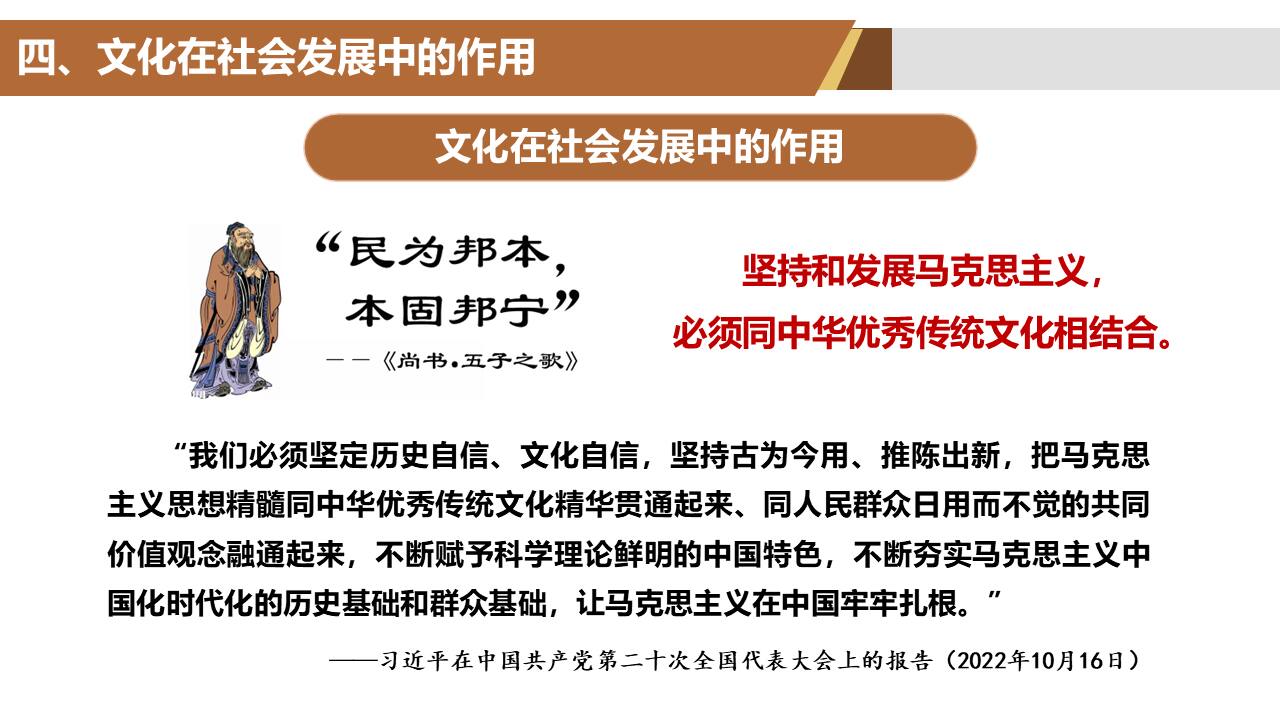 四、文化在社会发展中的作用
文化在社会发展中的作用
“民为邦本，
本固邦宁”
——《尚书.五子之歌》
坚持和发展马克思主义，
必须同中华优秀传统文化相结合。
“我们必须坚定历史自信、文化自信，坚持古为今用、推陈出新，把马克思
主义思想精髓同中华优秀传统文化精华贯通起来、同人民群众日用而不觉的共同
价值观念融通起来，不断赋予科学理论鲜明的中国特色，不断夯实马克思主义中
国化时代化的历史基础和群众基础，让马克思主义在中国牢牢扎根。”
——习近平在中国共产党第二十次全国代表大会上的报告（2022年10月16日）